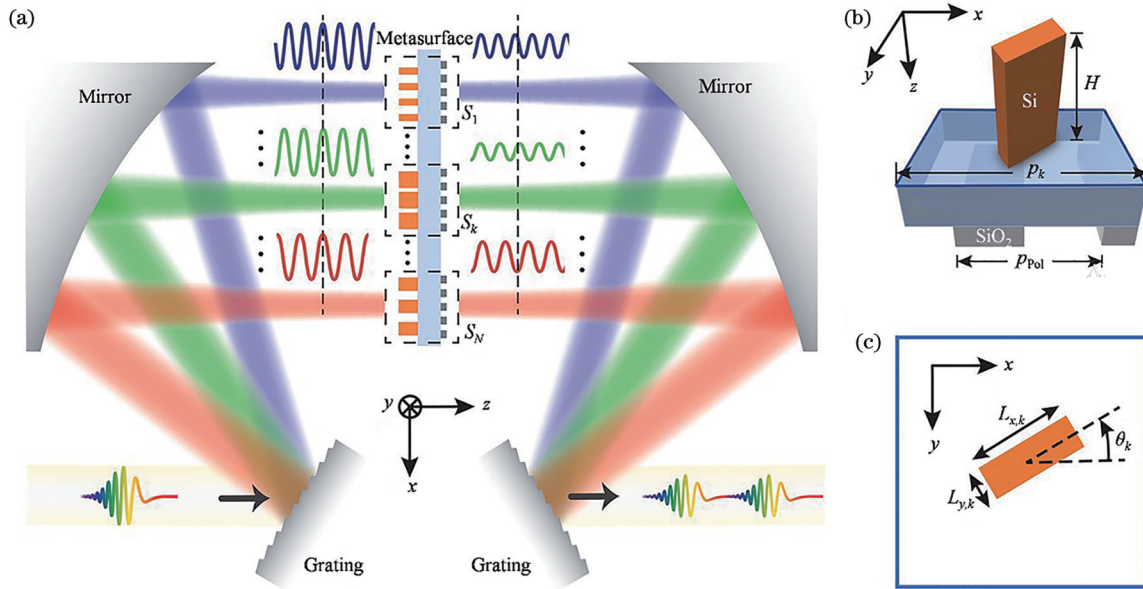 (a)
Metasurface
Mirror
Mirror
S1
Sk
SN
y
z
x
Grating
Grating
(b)
x
y
z
Si
H
pk
SiO2
pPol
(c)
x
y
Lx,k
θk
Ly,k